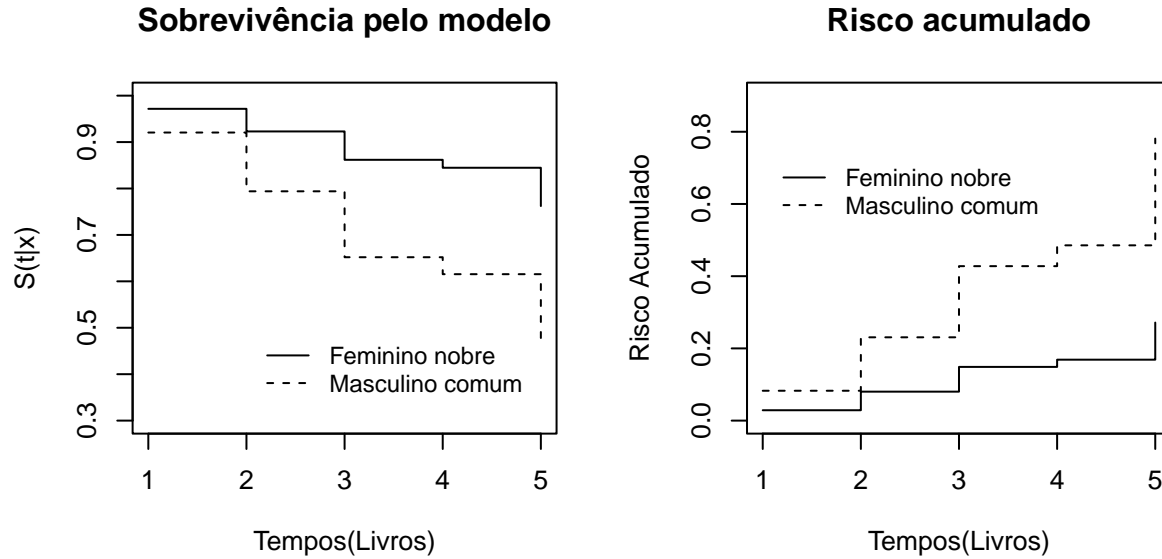 Sobrevivência pelo modelo
S(t|x)
0.9
0.7
0.5
0.3
Feminino nobre
Masculino comum
1 2 3 4 5
Tempos(Livros)
Risco acumulado
Risco Acumulado
0.8
0.6
0.4
0.2
0.0
Feminino nobre
Masculino comum
1 2 3 4 5
Tempos(Livros)